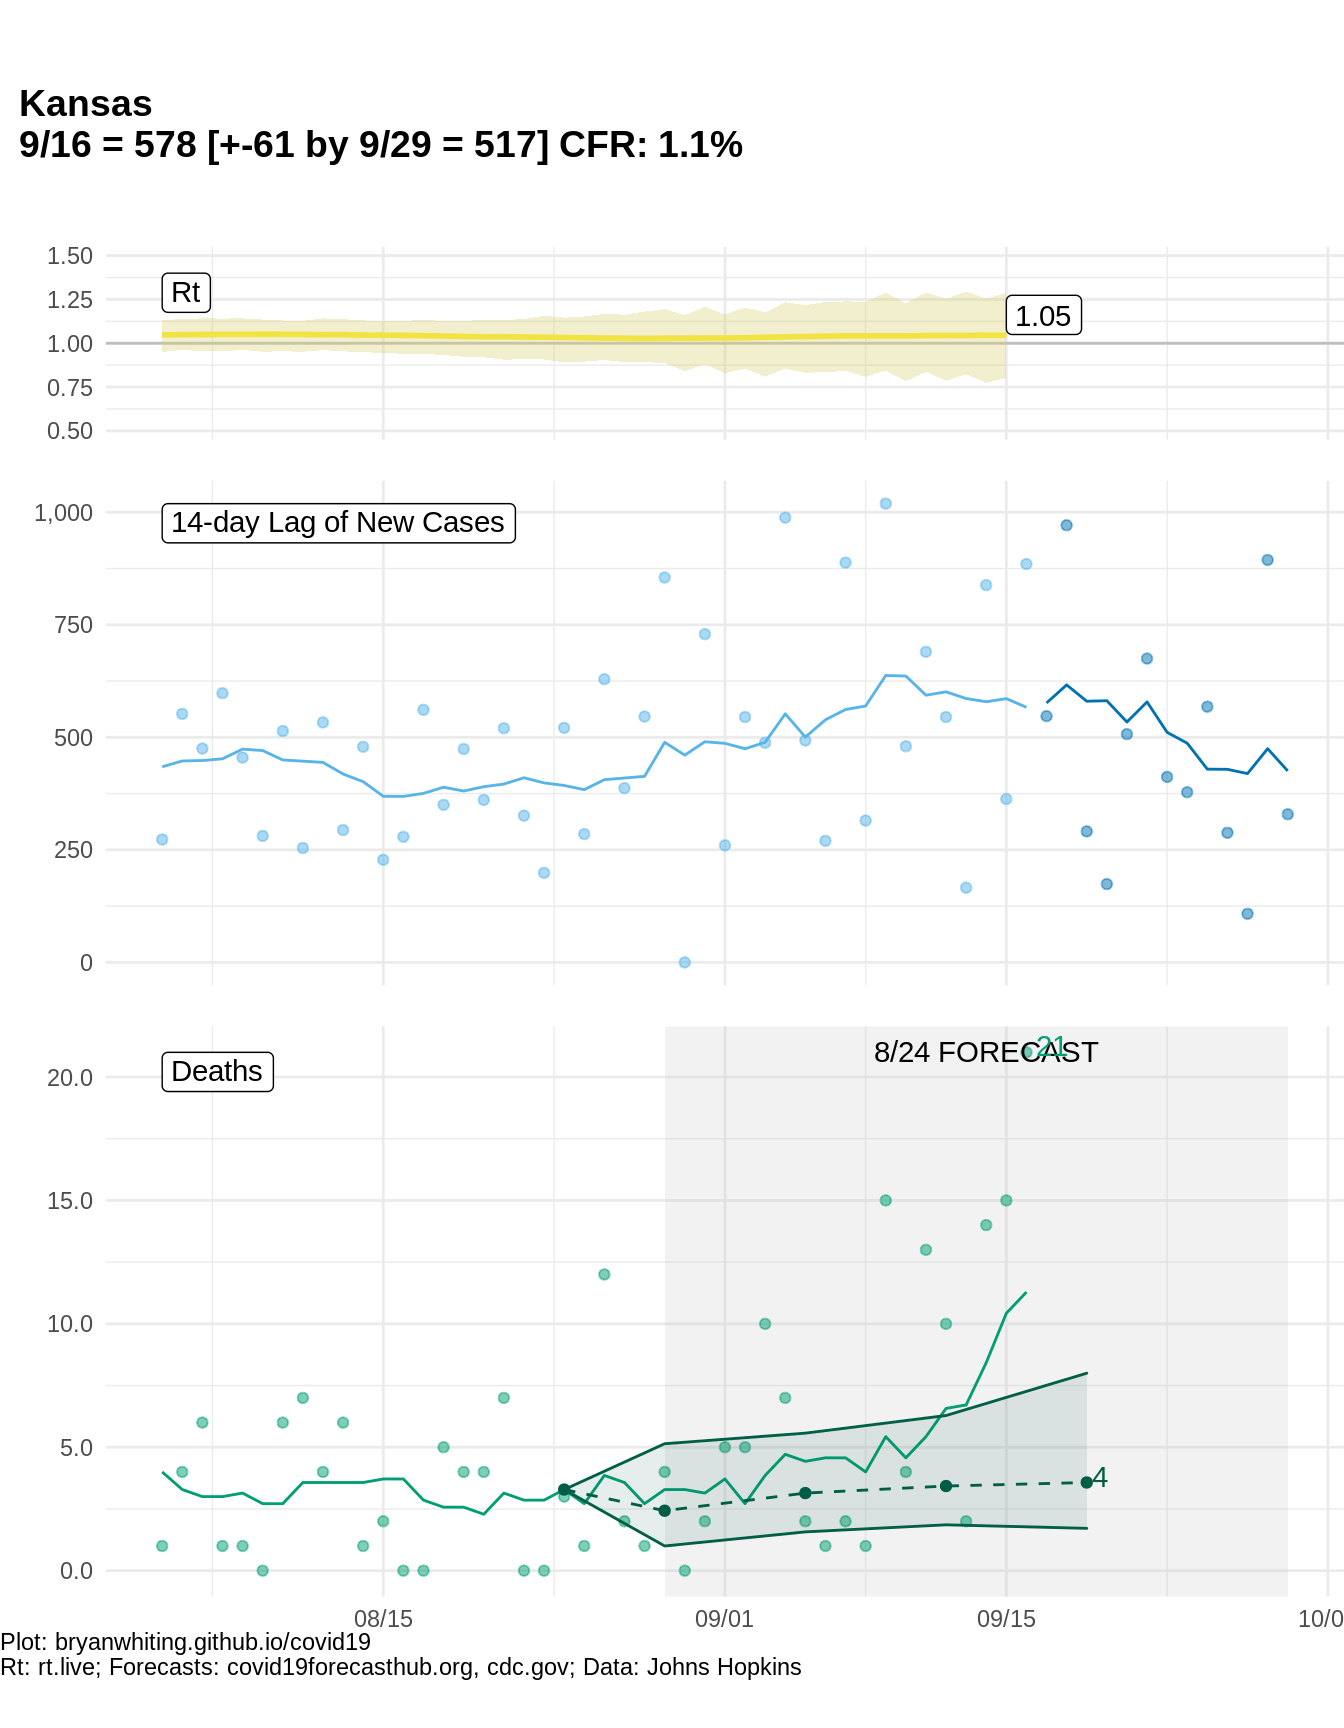 Kansas
9/16 = 578 [+-61 by 9/29 = 517] CFR: 1.1%
1.50
Rt
1.25
1.05
1.00
0.75
0.50
1,000
14-day Lag of New Cases
750
500
250
0
8/24 FORECAST
21
Deaths
20.0
15.0
10.0
5.0
4
0.0
08/15
09/01
09/15
10/0
Plot: bryanwhiting.github.io/covid19
Rt: rt.live; Forecasts: covid19forecasthub.org, cdc.gov; Data: Johns Hopkins